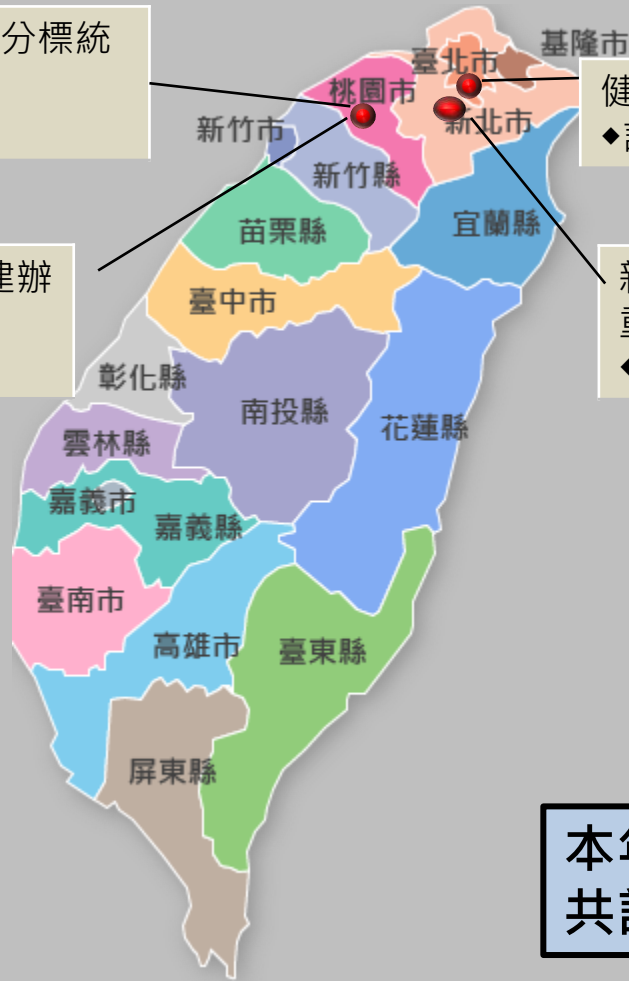 分標統
基隆市
臺北市
桃園市
健
◆
新北市
新竹市
新竹縣
宜蘭縣
苗栗縣
建辦
臺中市
彰化縣
南投縣
花蓮縣
雲林縣
嘉義市
嘉義縣
臺南市
高雄市
臺東縣
屏東縣
本年
共